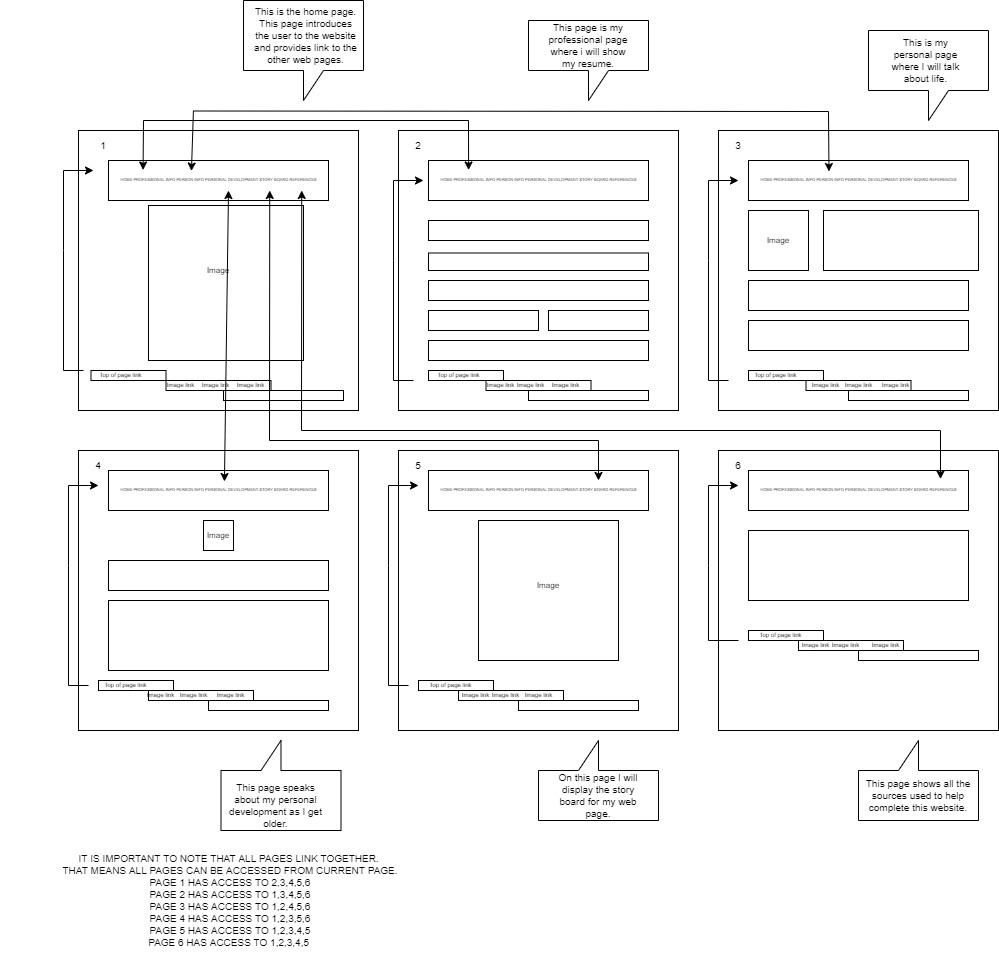 This is the home page.
This page introduces
the user to the website
and provides link to the
other web pages.
This page is my
professional page
where i will show
my resume.
This is my
personal page
where I will talk
about life.
1
HOME PROFESSIONAL INFO PERSON INFO PERSONAL DEVELOPMENT STORY BOARD REFERENCES
Image
Top of page link
Image link Image link Image link
2
HOME PROFESSIONAL INFO PERSON INFO PERSONAL DEVELOPMENT STORY BOARD REFERENCES
Top of page link
Image link Image link Image link
3
HOME PROFESSIONAL INFO PERSON INFO PERSONAL DEVELOPMENT STORY BOARD REFERENCES
Image
Top of page link
Image link Image link Image link
4
HOME PROFESSIONAL INFO PERSON INFO PERSONAL DEVELOPMENT STORY BOARD REFERENCES
Image
Top of page link
Image link Image link Image link
5
HOME PROFESSIONAL INFO PERSON INFO PERSONAL DEVELOPMENT STORY BOARD REFERENCES
Image
Top of page link
Image link Image link Image link
6
HOME PROFESSIONAL INFO PERSON INFO PERSONAL DEVELOPMENT STORY BOARD REFERENCES
Top of page link
Image link Image link Image link
This page speaks
about my personal
development as I get
older.
On this page I will
display the story
board for my web
page.
This page shows all the
sources used to help
complete this website.
IT IS IMPORTANT TO NOTE THAT ALL PAGES LINK TOGETHER.
THAT MEANS ALL PAGES CAN BE ACCESSED FROM CURRENT PAGE.
PAGE 1 HAS ACCESS TO 2,3,4,5,6
PAGE 2 HAS ACCESS TO 1,3,4,5,6
PAGE 3 HAS ACCESS TO 1,2,4,5,6
PAGE 4 HAS ACCESS TO 1,2,3,5,6
PAGE 5 HAS ACCESS TO 1,2,3,4,5
PAGE 6 HAS ACCESS TO 1,2,3,4,5